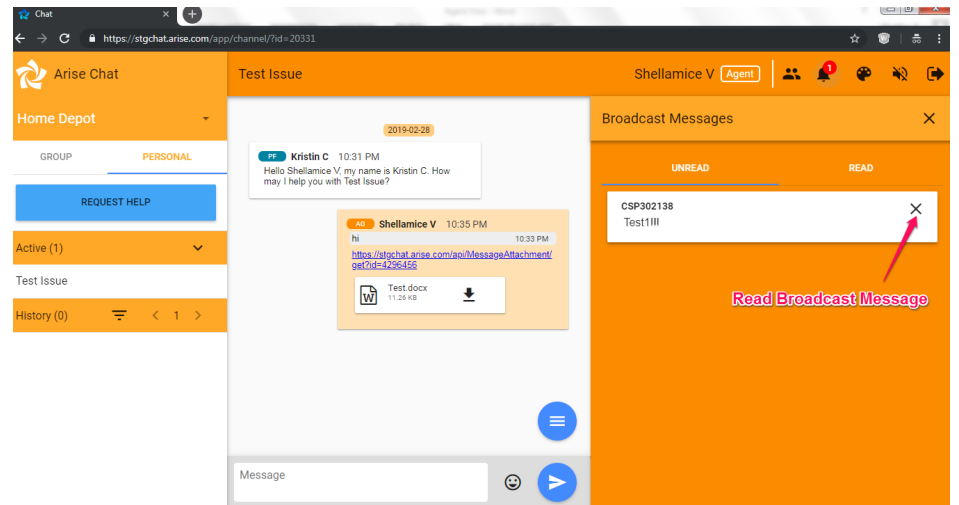 Chat
https://stgchat.arise.com/app/channel/?id=20331
Arise Chat
Test Issue
Shellamice V Agent
1
Home Depot
GROUP PERSONAL
REQUEST HELP
Active (1)
Test Issue
History (0) < 1 >
2019-02-28
PF Kristin C 10:31 PM
Hello Shellamice V, my name is Kristin C. How
may I help you with Test Issue?
AO Shellamice V 10:35 PM
hi 10:33 PM
https://stgchat.arise.com/api/MessageAttachment/
get?id=4296456
W
Test.docx
11.26 KB
Message
Broadcast Messages
UNREAD READ
CSP302138
Test1!!!
Read Broadcast Message